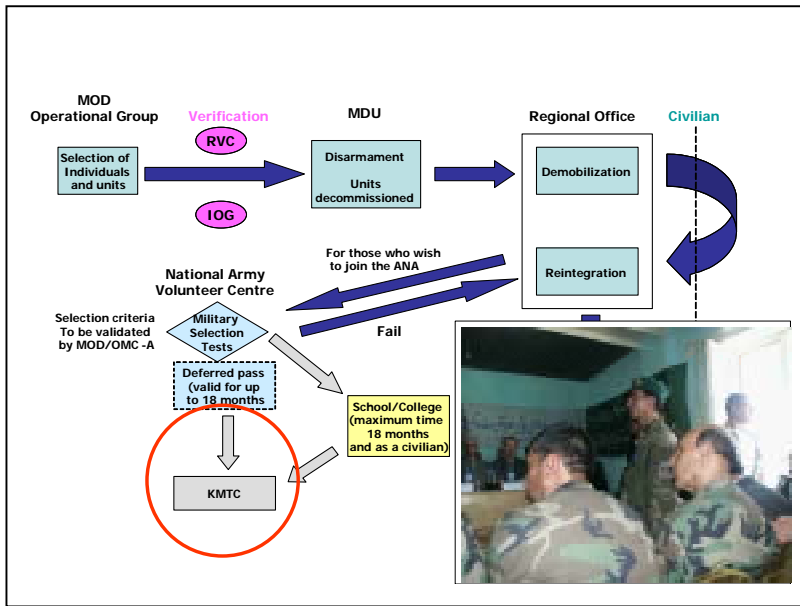 MOD
Operational Group
Verification
MDU
Regional Office
Civilian
RVC
Selection of
Individuals
and units
IOG
Disarmament
Units
decommissioned
Demobilization
Reintegration
For those who wish
to join the ANA
Fail
National Army
Volunteer Centre
Selection criteria
To be validated
by MOD/OMC -A
Military
Selection
Tests
Deferred pass
(valid for up
to 18 months
School/College
(maximum time
18 months
and as a civilian)
KMTC